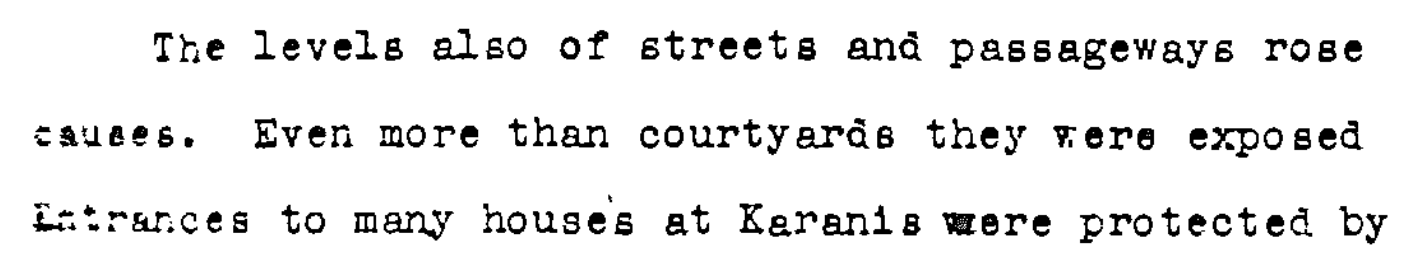 The levels also of streets and passageways rose
causes. Even more than courtyards they were exposed
Entrances to many houses at Karanis were protected by